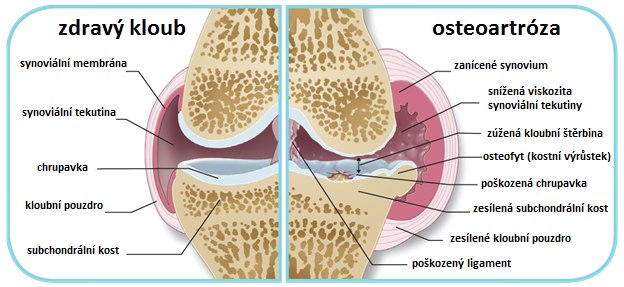 zdravý kloub
synoviální membrána
synoviální tekutina
chrupavka
kloubní pouzdro
subchondrální kost
osteoartróza
zanícené synovium
snížená viskozita
synoviální tekutiny
zúžená kloubní štěrbina
osteofyt (kostní výrůstek)
poškozená chrupavka
zesílená subchondrální kost
zesílené kloubní pouzdro
poškozený ligament